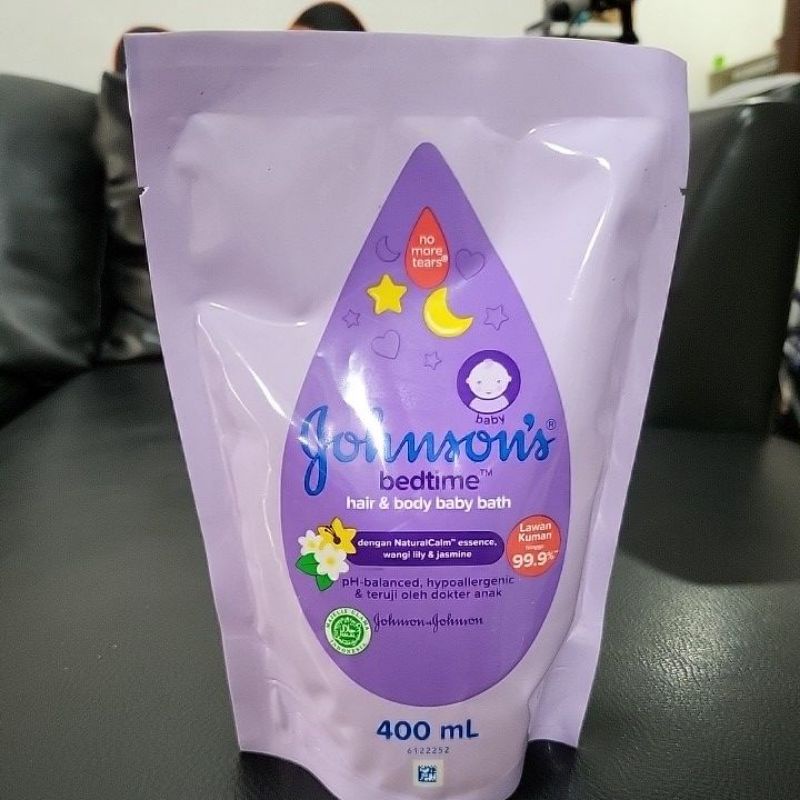 no
more
tears®
baby
Johnson's®
bedtime™
hair & body baby bath
dengan NaturalCalm™ essence,
wangi lily & jasmine
Lawan
Kuman
hingga
99.9%
pH-balanced, hypoallergenic
& teruji oleh dokter anak
Johnson & Johnson
400 mL
6122252